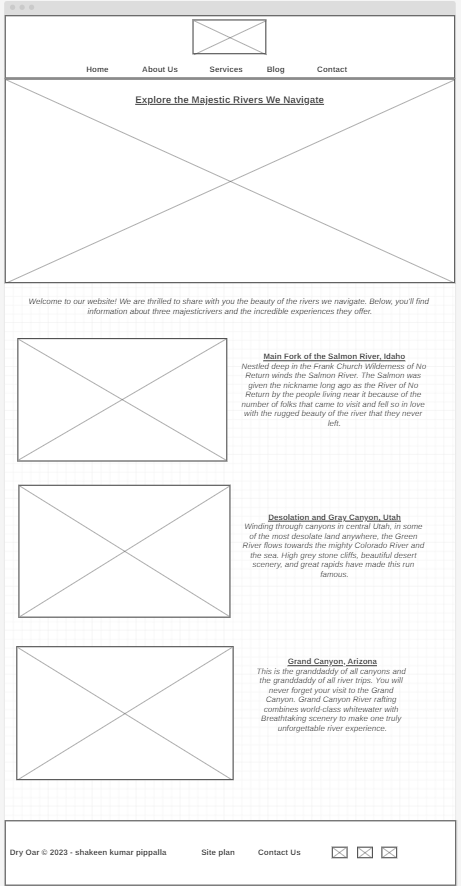 Home About Us Services Blog Contact
Explore the Majestic Rivers We Navigate
Welcome to our website! We are thrilled to share with you the beauty of the rivers we navigate. Below, you'll find
information about three majesticrivers and the incredible experiences they offer.
Main Fork of the Salmon River, Idaho
Nestled deep in the Frank Church Wilderness of No
Return winds the Salmon River. The Salmon was
given the nickname long ago as the River of No
Return by the people living near it because of the
number of folks that came to visit and fell so in love
with the rugged beauty of the river that they never
left.
Desolation and Gray Canyon, Utah
Winding through canyons in central Utah, in some
of the most desolate land anywhere, the Green
River flows towards the mighty Colorado River and
the sea. High grey stone cliffs, beautiful desert
scenery, and great rapids have made this run
famous.
Grand Canyon, Arizona
This is the granddaddy of all canyons and
the granddaddy of all river trips. You will
never forget your visit to the Grand
Canyon. Grand Canyon River rafting
combines world-class whitewater with
Breathtaking scenery to make one truly
unforgettable river experience.
Dry Oar © 2023 - shakeen kumar pippalla Site plan Contact Us